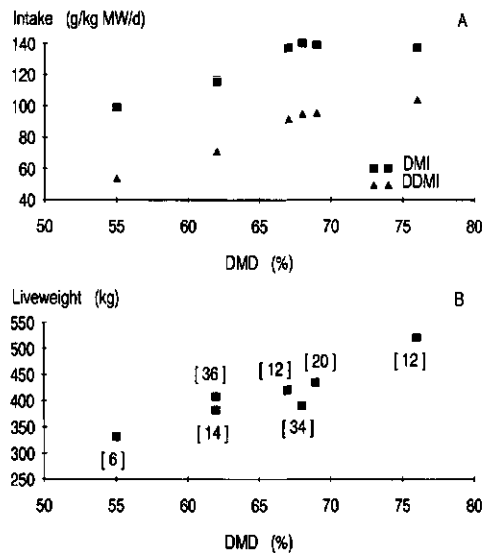 Intake (g/kg MW/d)
A
140
120
100
80
60
40
DMI
DDMI
50 55 60 65 70 75 80
DMD (%)
Liveweight (kg)
B
550
500
450
400
350
300
250
[36] [12] [20] [12]
[14] [34]
[6]
50 55 60 65 70 75 80
DMD (%)